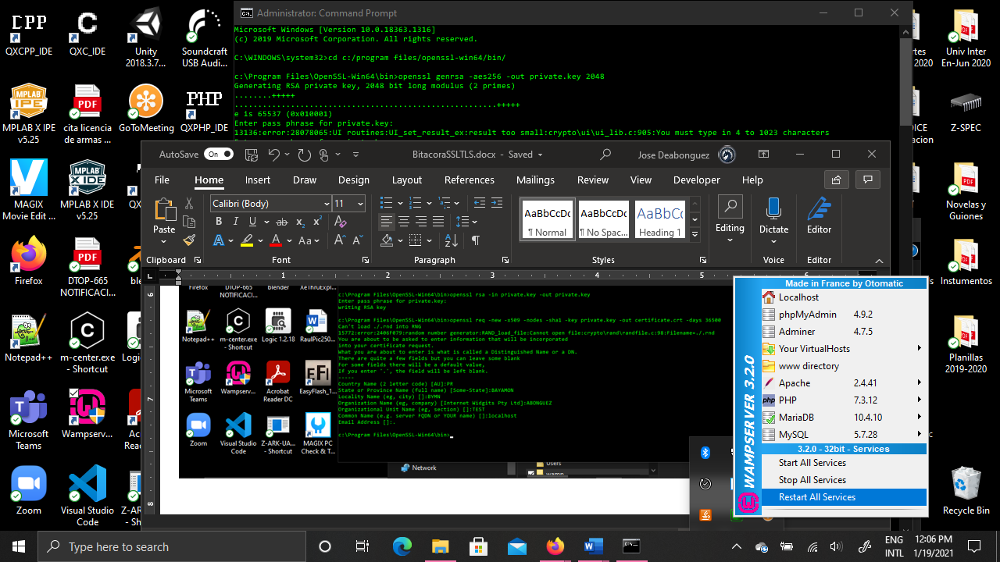 CPP
QXCPP_IDE
C
QXC_IDE
Unity
2018.3.7...
Soundcraft
USB Audi...
MPLAB X IPE
v5.25
cita licencia
de armas ...
GoToMeeting
PHP
QXPHP_IDE
MAGIX
Movie Edit ...
MPLAB X IDE
v5.25
Firefox
DTOP-665
NOTIFICACI...
Notepad++
m-center.exe
- Shortcut
Microsoft
Teams
Wampserv...
Zoom
Visual Studio
Code
Administrator: Command Prompt
Microsoft Windows [Version 10.0.18363.1316]
(c) 2019 Microsoft Corporation. All rights reserved.
C:\WINDOWS\system32>cd c:/program files/openssl-win64/bin/
c:\Program Files\OpenSSL-Win64\bin>openssl genrsa -aes256 -out private.key 2048
Generating RSA private key, 2048 bit long modulus (2 primes)
........+++++
e is 65537 (0x010001)
Enter pass phrase for private.key:
13136:error:28078065:UI routines:UI_set_result_ex:result too small:crypto\ui\ui_lib.c:905:You must type in 4 to 1023 characters
AutoSave On
BitacoraSSLTLS.docx - Saved
Jose Deabonguez
File Home Insert Draw Design Layout References Mailings Review View Developer Help
Paste
Calibri (Body) 11
AaBbCcDc AaBbCcDc AaBbC
¶ Normal ¶ No Spac... Heading 1
Editing
Dictate
Editor
Clipboard Font Paragraph Styles Voice Editor
1 2 3 4 5 6
6
7
8
Firefox
DTOP-665
NOTIFICACI...
blender
XeThruExpl...
Notepad++
m-center.exe
- Shortcut
Logic 1.2.18
RaulPic250...
Microsoft
Teams
Wampserv...
Acrobat
Reader DC
EasyFlash_1...
Zoom
Visual Studio
Code
Z-ARK-UA...
- Shortcut
MAGIX PC
Check & T...
c:\Program Files\OpenSSL-Win64\bin>openssl rsa -in private.key -out private.key
Enter pass phrase for private.key:
writing RSA key
c:\Program Files\OpenSSL-Win64\bin>openssl req -new -x509 -nodes -sha1 -key private.key -out certificate.crt -days 36500
Can't load ./.rnd into RNG
15772:error:2406F079:random number generator:RAND_load_file:Cannot open file:crypto\rand\randfile.c:98:Filename=./.rnd
You are about to be asked to enter information that will be incorporated
into your certificate request.
What you are about to enter is what is called a Distinguished Name or a DN.
There are quite a few fields but you can leave some blank
For some fields there will be a default value,
If you enter '.', the field will be left blank.
-----
Country Name (2 letter code) [AU]:PR
State or Province Name (full name) [Some-State]:BAYAMON
Locality Name (eg, city) []:BYMN
Organization Name (eg, company) [Internet Widgits Pty Ltd]:ABONGUEZ
Organizational Unit Name (eg, section) []:TEST
Common Name (e.g. server FQDN or YOUR name) []:localhost
Email Address []:.
c:\Program Files\OpenSSL-Win64\bin>
Network
Users
wamp
Made in France by Otomatic
Localhost
phpMyAdmin 4.9.2
Adminer 4.7.5
Your VirtualHosts
www directory
Apache 2.4.41
PHP 7.3.12
MariaDB 10.4.10
MySQL 5.7.28
3.2.0 - 32bit - Services
Start All Services
Stop All Services
Restart All Services
WAMPSERVER 3.2.0
Univ Inter
En-Jun 2020
Z-SPEC
Novelas y
Guiones
Instumentos
Planillas
2019-2020
Recycle Bin
Type here to search
ENG
INTL
12:06 PM
1/19/2021